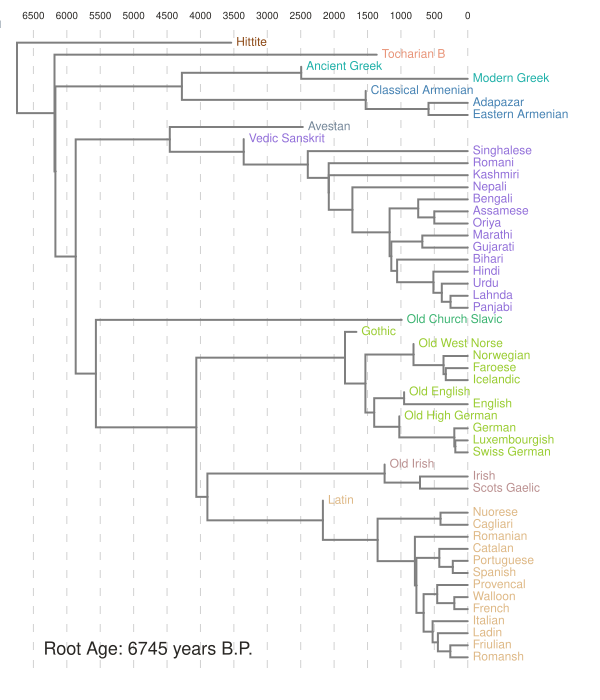 6500 6000 5500 5000 4500 4000 3500 3000 2500 2000 1500 1000 500 0
Hittite
Tocharian B
Ancient Greek
Modern Greek
Classical Armenian
Adapazar
Eastern Armenian
Avestan
Vedic Sanskrit
Singhalese
Romani
Kashmiri
Nepali
Bengali
Assamese
Oriya
Marathi
Gujarati
Bihari
Hindi
Urdu
Lahnda
Panjabi
Old Church Slavic
Gothic
Old West Norse
Norwegian
Faroese
Icelandic
Old English
English
Old High German
German
Luxembourgish
Swiss German
Old Irish
Irish
Scots Gaelic
Latin
Nuorese
Cagliari
Romanian
Catalan
Portuguese
Spanish
Provencal
Walloon
French
Italian
Ladin
Friulian
Romansh
Root Age: 6745 years B.P.